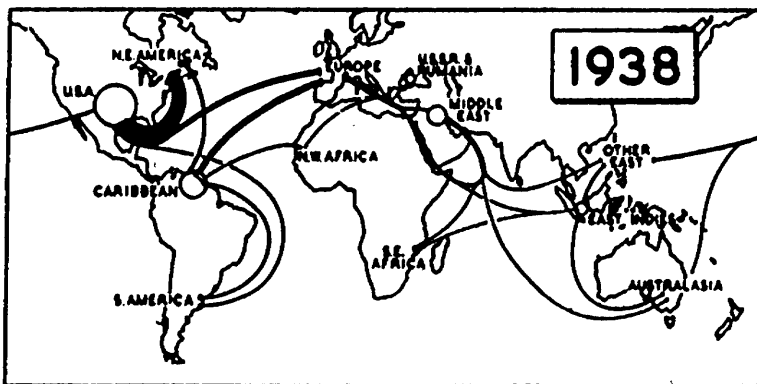 1938
N.E. AMERICA
U.S.A.
EUROPE
U.S.S.R. &
RUMANIA
MIDDLE
EAST
OTHER
EAST
N.W. AFRICA
CARIBBEAN
EAST INDIES
S.E.
AFRICA
AUSTRALASIA
S. AMERICA